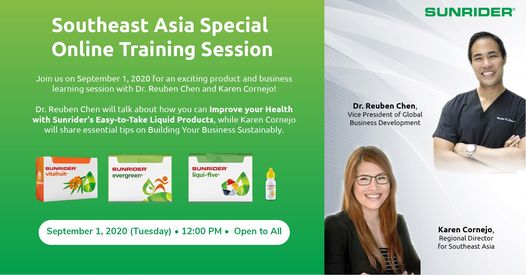 Southeast Asia Special
Online Training Session
Join us on September 1, 2020 for an exciting product and business
learning session with Dr. Reuben Chen and Karen Cornejo!
Dr. Reuben Chen will talk about how you can Improve your Health
with Sunrider's Easy-to-Take Liquid Products, while Karen Cornejo
will share essential tips on Building Your Business Sustainably.
SUNRIDER
vitafruit®
SUNRIDER
evergreen®
SUNRIDER
liqui-five®
September 1, 2020 (Tuesday) • 12:00 PM • Open to All
SUNRIDER®
Dr. Reuben Chen,
Vice President of Global
Business Development
Karen Cornejo,
Regional Director
for Southeast Asia